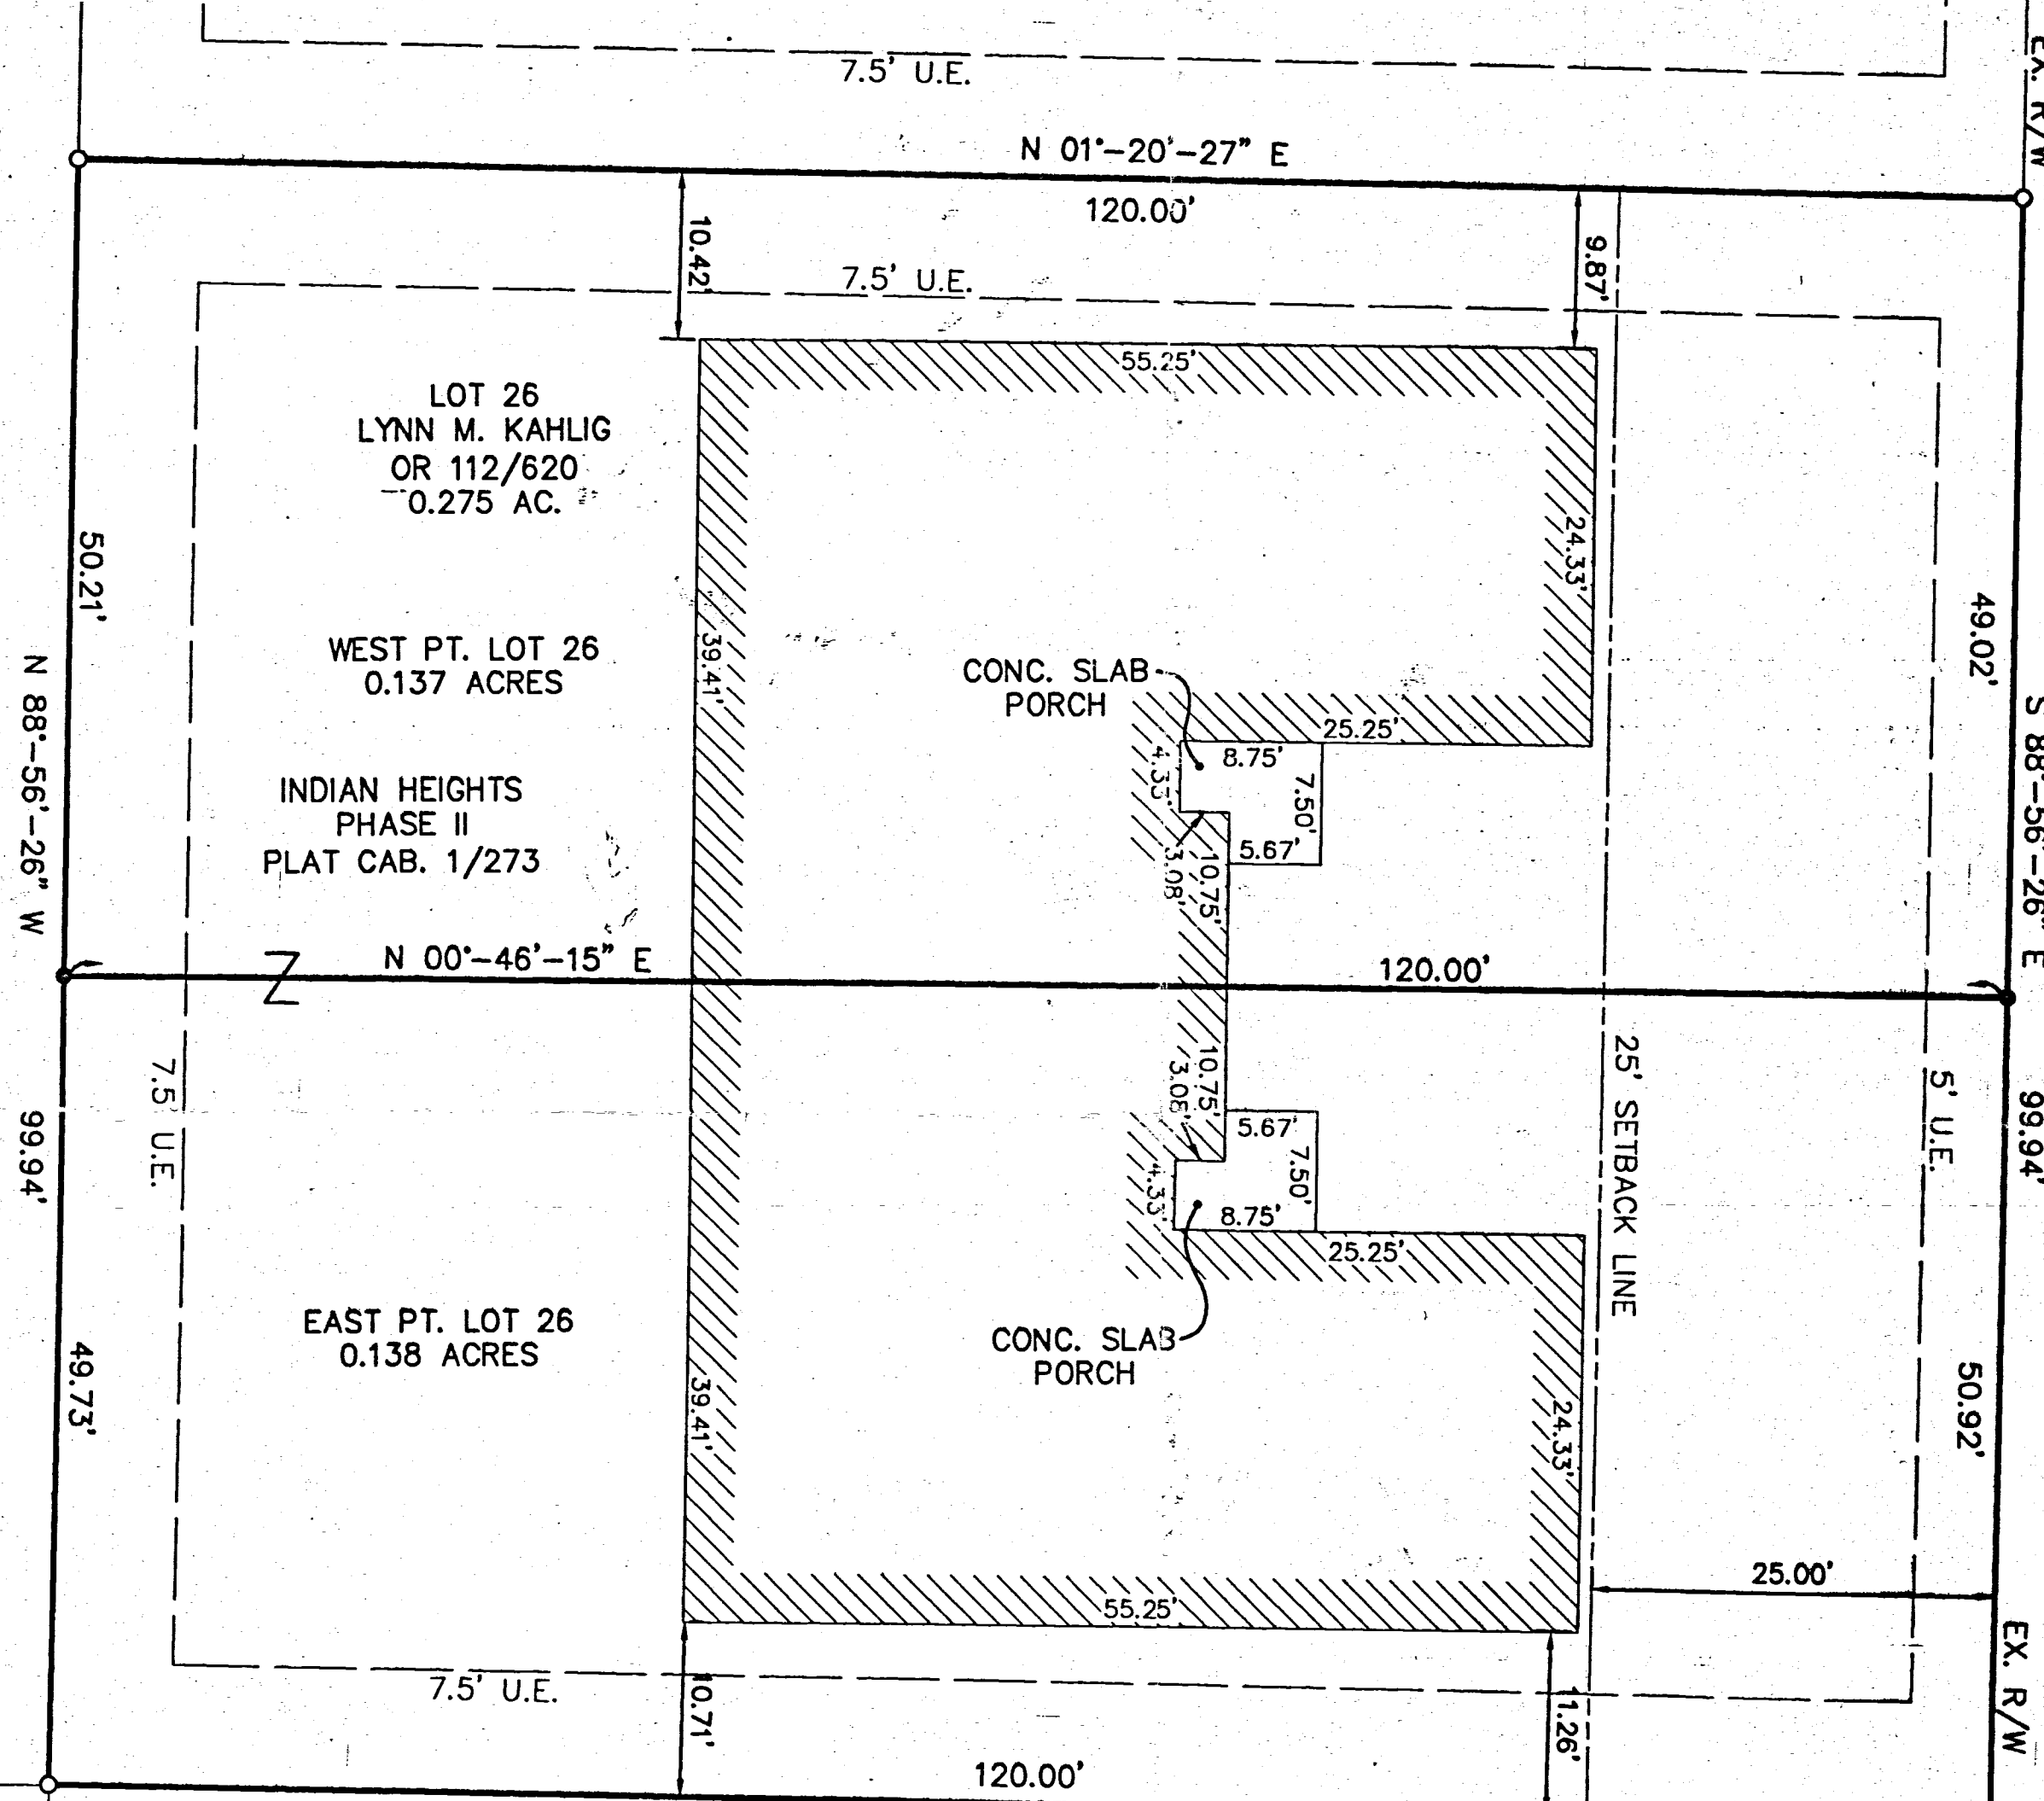 EX. R/W
7.5' U.E.
N 01°-20'-27" E
120.00'
10.42'
9.87'
7.5' U.E.
55.25'
LOT 26
LYNN M. KAHLIG
OR 112/620
0.275 AC.
24.33'
50.21'
49.02'
39.41'
WEST PT. LOT 26
0.137 ACRES
CONC. SLAB
PORCH
25.25'
8.75'
4.33'
7.50'
5.67'
3.08'
10.75'
INDIAN HEIGHTS
PHASE II
PLAT CAB. 1/273
N 88°-56'-26" W
S 88°-56'-26" E
N 00°-46'-15" E
Z
120.00'
10.75'
3.08'
5.67'
7.50'
4.33'
8.75'
25.25'
25' SETBACK LINE
5' U.E.
99.94'
7.5' U.E.
99.94'
EAST PT. LOT 26
0.138 ACRES
CONC. SLAB
PORCH
49.73'
39.41'
24.33'
50.92'
25.00'
55.25'
EX. R/W
7.5' U.E.
10.71'
11.26'
120.00'